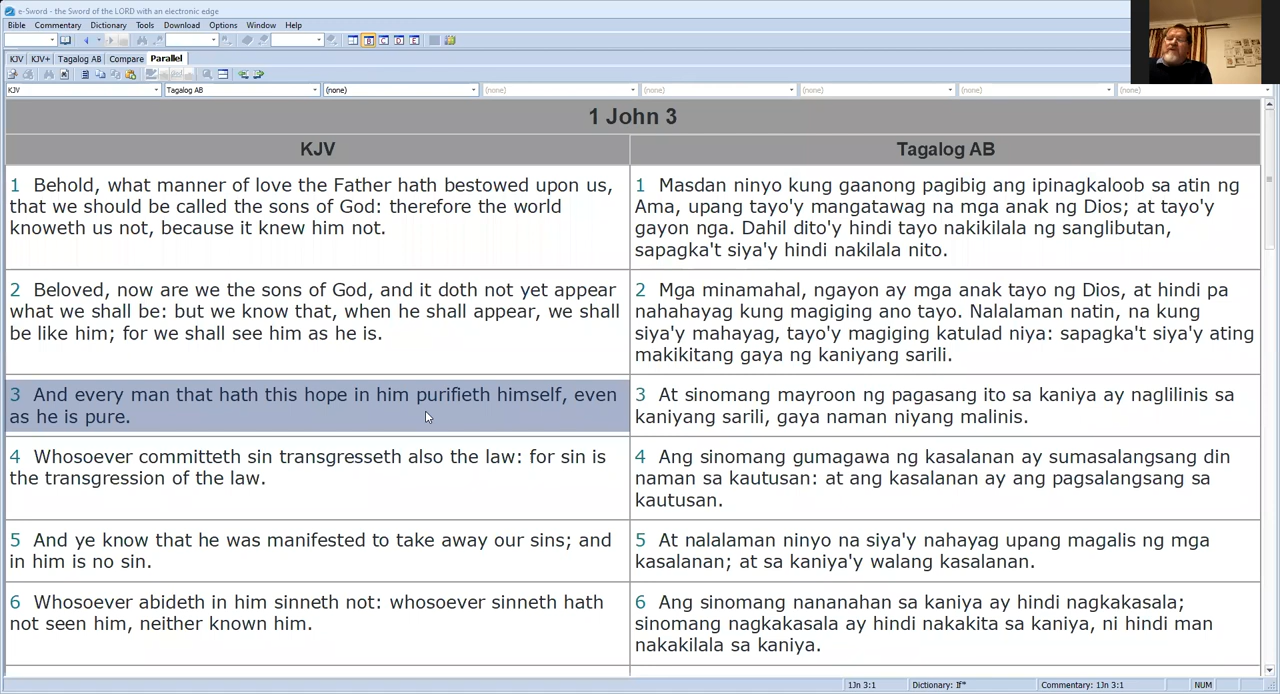 e-Sword - the Sword of the LORD with an electronic edge
Bible Commentary Dictionary Tools Download Options Window Help
KJV KJV+ Tagalog AB Compare Parallel
KJV Tagalog AB (none) (none) (none) (none) (none) (none)
1 John 3
KJV
1 Behold, what manner of love the Father hath bestowed upon us,
that we should be called the sons of God: therefore the world
knoweth us not, because it knew him not.
2 Beloved, now are we the sons of God, and it doth not yet appear
what we shall be: but we know that, when he shall appear, we shall
be like him; for we shall see him as he is.
3 And every man that hath this hope in him purifieth himself, even
as he is pure.
4 Whosoever committeth sin transgresseth also the law: for sin is
the transgression of the law.
5 And ye know that he was manifested to take away our sins; and
in him is no sin.
6 Whosoever abideth in him sinneth not: whosoever sinneth hath
not seen him, neither known him.
Tagalog AB
1 Masdan ninyo kung gaanong pagibig ang ipinagkaloob sa atin ng
Ama, upang tayo'y mangatawag na mga anak ng Dios; at tayo'y
gayon nga. Dahil dito'y hindi tayo nakikilala ng sanglibutan,
sapagka't siya'y hindi nakilala nito.
2 Mga minamahal, ngayon ay mga anak tayo ng Dios, at hindi pa
nahahayag kung magiging ano tayo. Nalalaman natin, na kung
siya'y mahayag, tayo'y magiging katulad niya: sapagka't siya'y ating
makikitang gaya ng kaniyang sarili.
3 At sinomang mayroon ng pagasang ito sa kaniya ay naglilinis sa
kaniyang sarili, gaya naman niyang malinis.
4 Ang sinomang gumagawa ng kasalanan ay sumasalangsang din
naman sa kautusan: at ang kasalanan ay ang pagsalangsang sa
kautusan.
5 At nalalaman ninyo na siya'y nahayag upang magalis ng mga
kasalanan; at sa kaniya'y walang kasalanan.
6 Ang sinomang nananahan sa kaniya ay hindi nagkakasala;
sinomang nagkakasala ay hindi nakakita sa kaniya, ni hindi man
nakakilala sa kaniya.
1Jn 3:1 Dictionary: If* Commentary: 1Jn 3:1 NUM